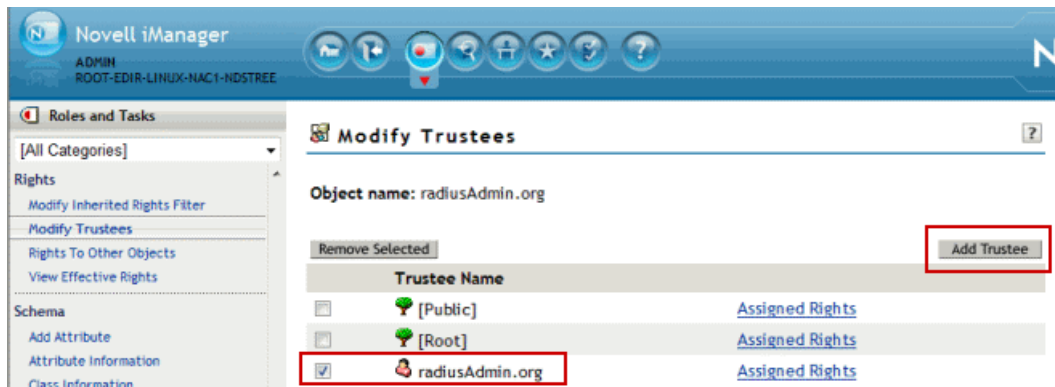 Novell iManager
ADMIN
ROOT-EDIR-LINUX-NAC1-NDSTREE
N
Roles and Tasks
[All Categories]
Rights
Modify Inherited Rights Filter
Modify Trustees
Rights To Other Objects
View Effective Rights
Schema
Add Attribute
Attribute Information
Class Information
Modify Trustees
?
Object name: radiusAdmin.org
Remove Selected
Add Trustee
Trustee Name
[Public] Assigned Rights
[Root] Assigned Rights
radiusAdmin.org Assigned Rights